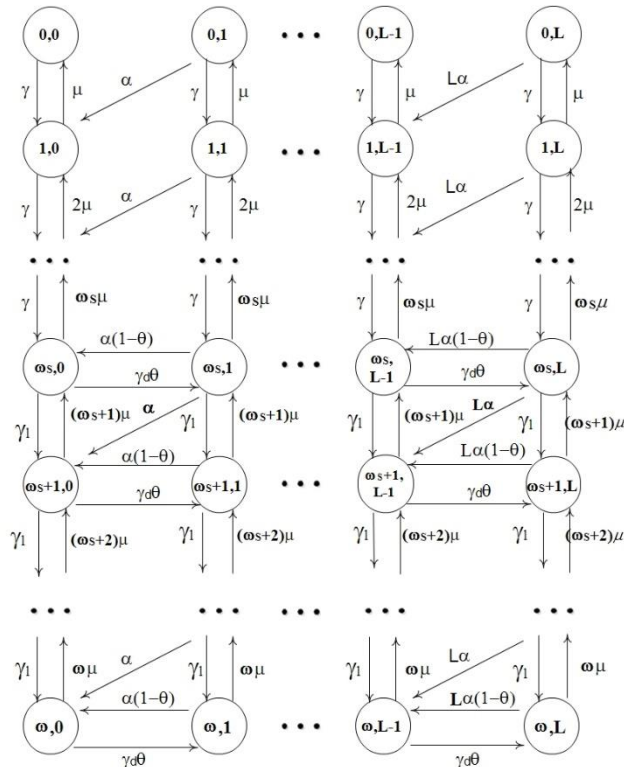 0,0 0,1 0,L-1 0,L
γ μ α γ μ γ μ Lα γ μ
1,0 1,1 1,L-1 1,L
γ 2μ α γ 2μ Lα γ 2μ
γ ωsμ γ ωsμ γ ωsμ γ ωsμ
α(1-θ) Lα(1-θ)
ωs,0 ωs,1 ωs, L-1 ωs,L
γdθ γdθ
γ1 (ωs+1)μ α γ1 (ωs+1)μ γ1 (ωs+1)μ Lα γ1 (ωs+1)μ
α(1-θ) Lα(1-θ)
ωs+1,0 ωs+1,1 ωs+1, L-1 ωs+1,L
γdθ γdθ
γ1 (ωs+2)μ γ1 (ωs+2)μ γ1 (ωs+2)μ γ1 (ωs+2)μ
γ1 ωμ α γ1 ωμ γ1 ωμ Lα γ1 ωμ
α(1-θ) Lα(1-θ)
ω,0 ω,1 ω,L-1 ω,L
γdθ γdθ